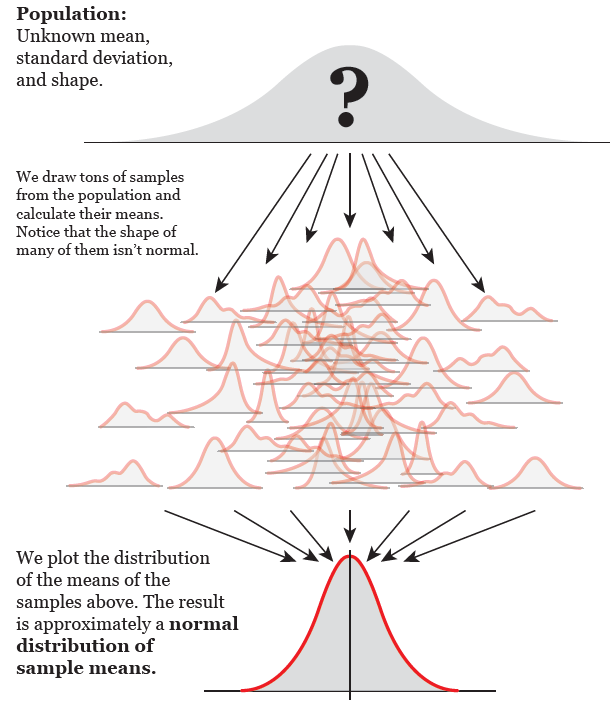 Population:
Unknown mean,
standard deviation,
and shape.
?
We draw tons of samples
from the population and
calculate their means.
Notice that the shape of
many of them isn’t normal.
We plot the distribution
of the means of the
samples above. The result
is approximately a normal
distribution of
sample means.